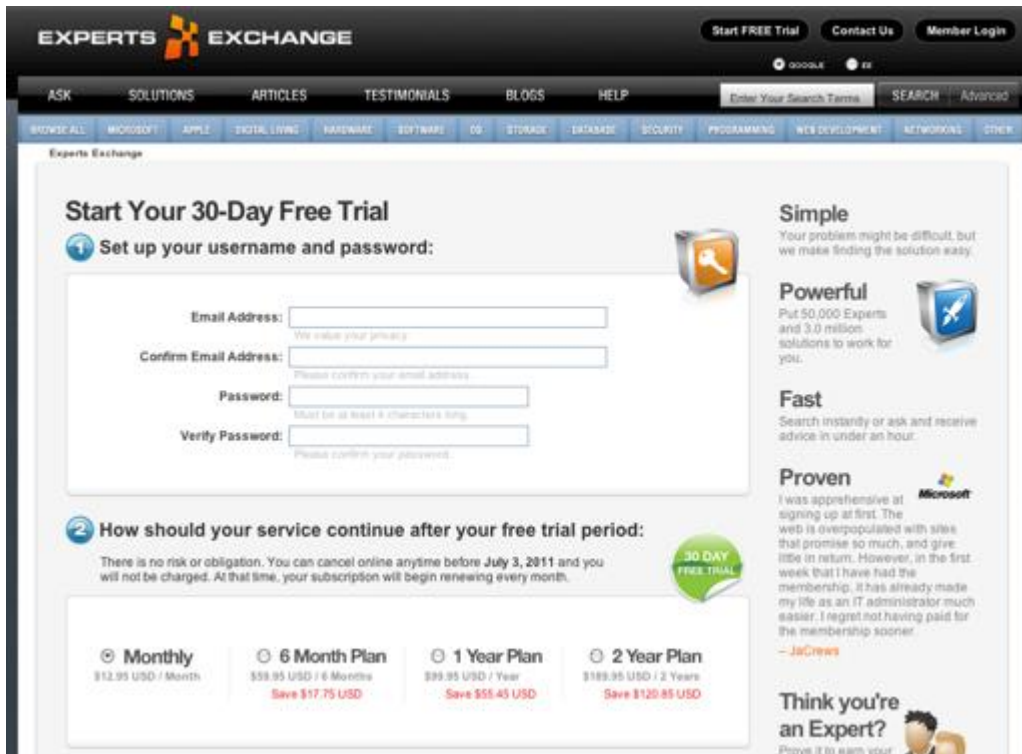 EXPERTS EXCHANGE
Start FREE Trial Contact Us Member Login
GOOGLE EE
ASK SOLUTIONS ARTICLES TESTIMONIALS BLOGS HELP Enter Your Search Terms SEARCH Advanced
BROWSE ALL MICROSOFT APPLE DIGITAL LIVING HARDWARE SOFTWARE OS STORAGE DATABASE SECURITY PROGRAMMING WEB DEVELOPMENT NETWORKING OTHER
Experts Exchange
Start Your 30-Day Free Trial
1 Set up your username and password:
Email Address:
We value your privacy.
Confirm Email Address:
Please confirm your email address.
Password:
Must be at least 4 characters long.
Verify Password:
Please confirm your password.
2 How should your service continue after your free trial period:
There is no risk or obligation. You can cancel online anytime before July 3, 2011 and you
will not be charged. At that time, your subscription will begin renewing every month.
30 DAY
FREE TRIAL
Monthly
$12.95 USD / Month
6 Month Plan
$59.95 USD / 6 Months
Save $17.75 USD
1 Year Plan
$99.95 USD / Year
Save $55.45 USD
2 Year Plan
$189.95 USD / 2 Years
Save $120.85 USD
Simple
Your problem might be difficult, but
we make finding the solution easy.
Powerful
Put 50,000 Experts
and 3.0 million
solutions to work for
you.
Fast
Search instantly or ask and receive
advice in under an hour.
Proven
Microsoft
I was apprehensive at
signing up at first. The
web is overpopulated with sites
that promise so much, and give
little in return. However, in the first
week that I have had the
membership, it has already made
my life as an IT administrator much
easier. I regret not having paid for
the membership sooner.
– JaCrews
Think you're
an Expert?
Prove it to earn your